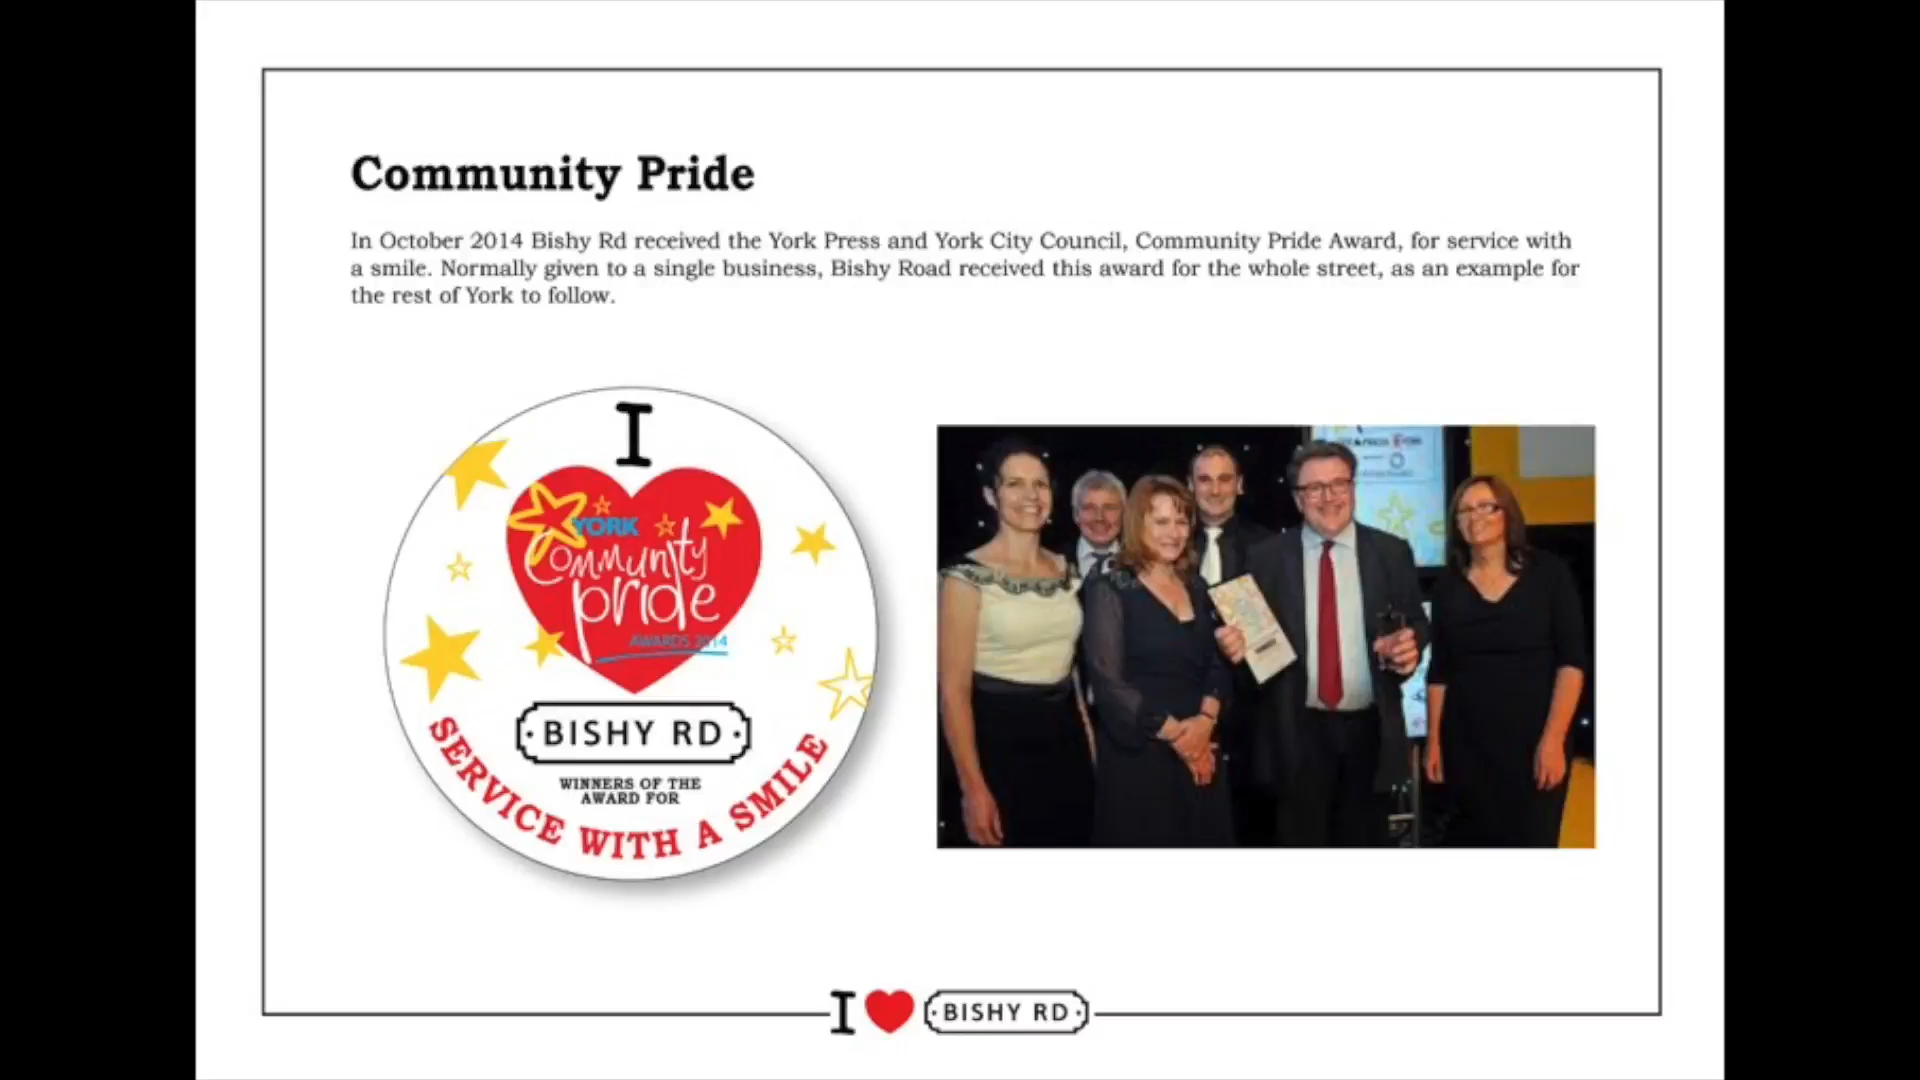 Community Pride
In October 2014 Bishy Rd received the York Press and York City Council, Community Pride Award, for service with
a smile. Normally given to a single business, Bishy Road received this award for the whole street, as an example for
the rest of York to follow.
I
YORK
Community
pride
AWARDS 2014
BISHY RD
WINNERS OF THE
AWARD FOR
SERVICE WITH A SMILE
I BISHY RD